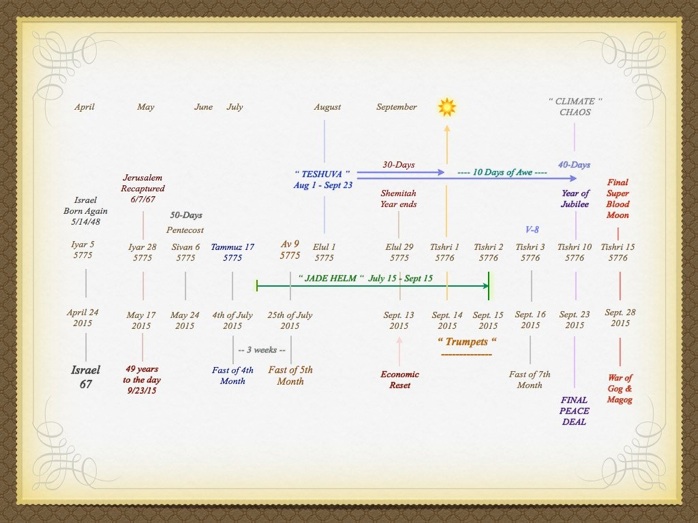 April May June July August September
" CLIMATE "
CHAOS
" TESHUVA "
Aug 1 - Sept 23
30-Days
---- 10 Days of Awe ----
40-Days
Israel
Born Again
5/14/48
Jerusalem
Recaptured
6/7/67
50-Days
Pentecost
Shemitah
Year ends
V-8
Year of
Jubilee
Final
Super
Blood
Moon
Iyar 5
5775
Iyar 28
5775
Sivan 6
5775
Tammuz 17
5775
Av 9
5775
Elul 1
5775
Elul 29
5775
Tishri 1
5776
Tishri 2
5776
Tishri 3
5776
Tishri 10
5776
Tishri 15
5776
" JADE HELM " July 15 - Sept 15
April 24
2015
May 17
2015
May 24
2015
4th of July
2015
25th of July
2015
Sept. 13
2015
Sept. 14
2015
Sept. 15
2015
Sept. 16
2015
Sept. 23
2015
Sept. 28
2015
-- 3 weeks --
" Trumpets "
--------------
Israel
67
49 years
to the day
9/23/15
Fast of 4th
Month
Fast of 5th
Month
Economic
Reset
Fast of 7th
Month
FINAL
PEACE
DEAL
War of
Gog &
Magog